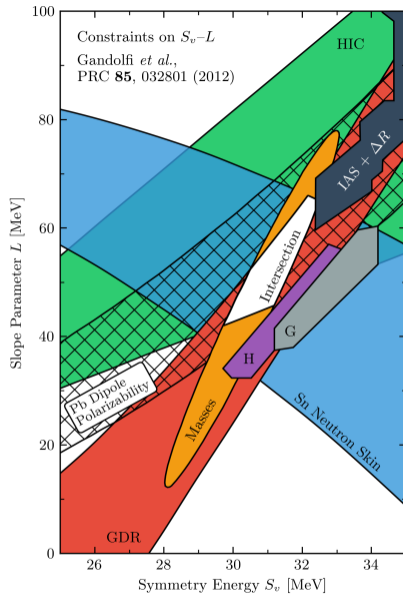 Constraints on S_v–L
Gandolfi et al.,
PRC 85, 032801 (2012)
HIC
IAS + ΔR
Intersection
G
H
Pb Dipole
Polarizability
Masses
Sn Neutron Skin
GDR
Slope Parameter L [MeV]
100
80
60
40
20
0
26 28 30 32 34
Symmetry Energy S_v [MeV]